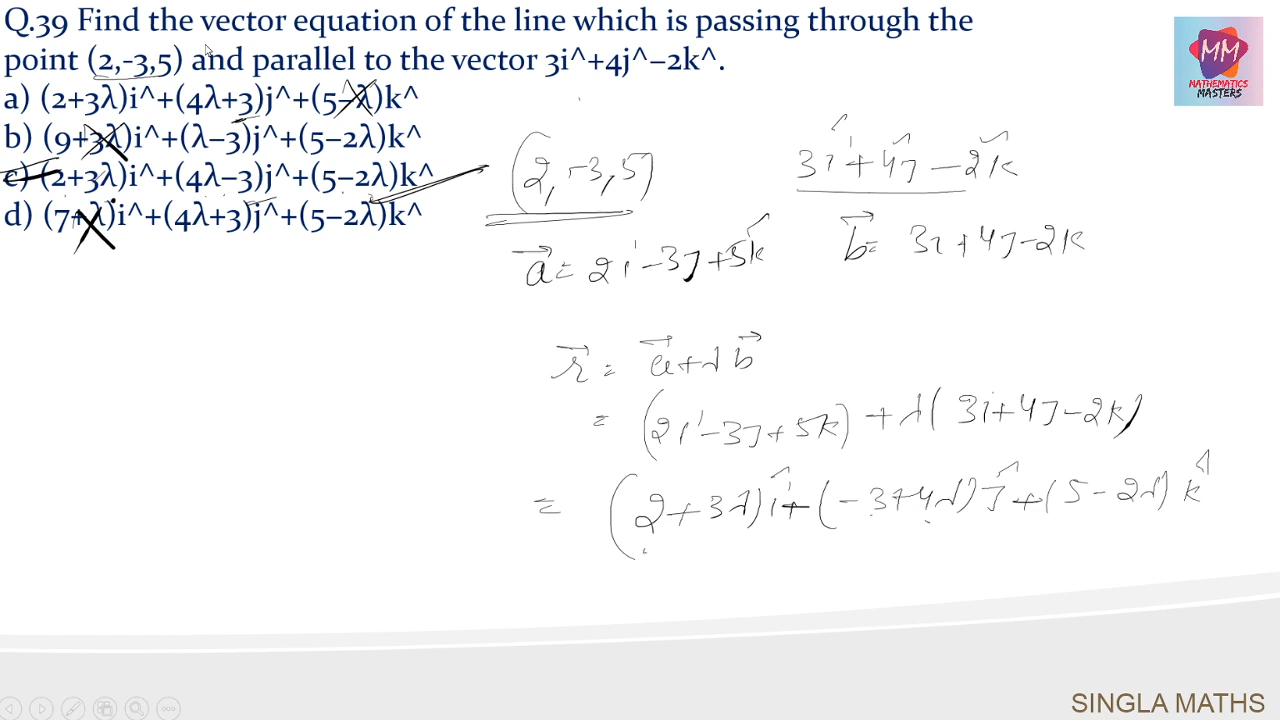 Q.39 Find the vector equation of the line which is passing through the
point (2,-3,5) and parallel to the vector 3i^+4j^−2k^.
a) (2+3λ)i^+(4λ+3)j^+(5−λ)k^
b) (9+3λ)i^+(λ−3)j^+(5−2λ)k^
c) (2+3λ)i^+(4λ−3)j^+(5−2λ)k^
d) (7+λ)i^+(4λ+3)j^+(5−2λ)k^
MM
MATHEMATICS
MASTERS
(2, -3, 5)
3î + 4ĵ − 2k̂
a⃗ = 2i − 3j + 5k̂
b⃗ = 3i + 4j − 2k
r⃗ = a⃗ + λ b⃗
= (2i − 3j + 5k) + λ( 3i + 4j − 2k)
= (2 + 3λ)î + (−3 + 4λ)ĵ + (5 − 2λ) k̂
SINGLA MATHS